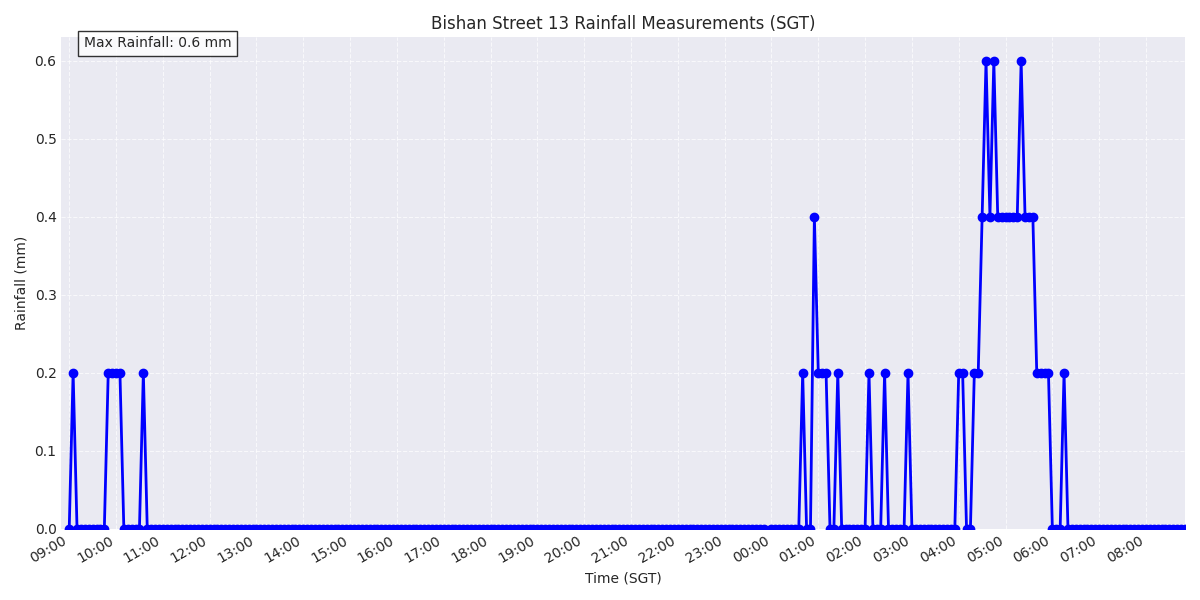 Bishan Street 13 Rainfall Measurements (SGT)
Max Rainfall: 0.6 mm
0.6
0.5
0.4
0.3
0.2
0.1
0.0
Rainfall (mm)
09:00 10:00 11:00 12:00 13:00 14:00 15:00 16:00 17:00 18:00 19:00 20:00 21:00 22:00 23:00 00:00 01:00 02:00 03:00 04:00 05:00 06:00 07:00 08:00
Time (SGT)